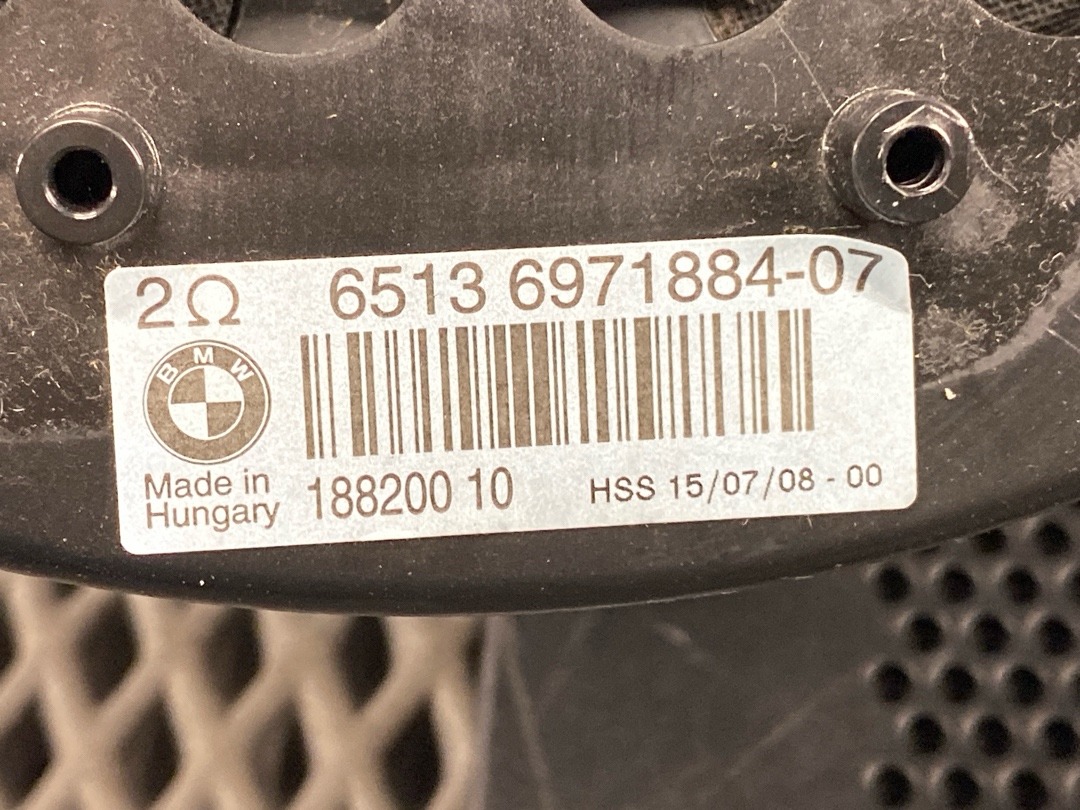 2Ω 6513 6971884-07
BMW
Made in
Hungary
188200 10 HSS 15/07/08 - 00